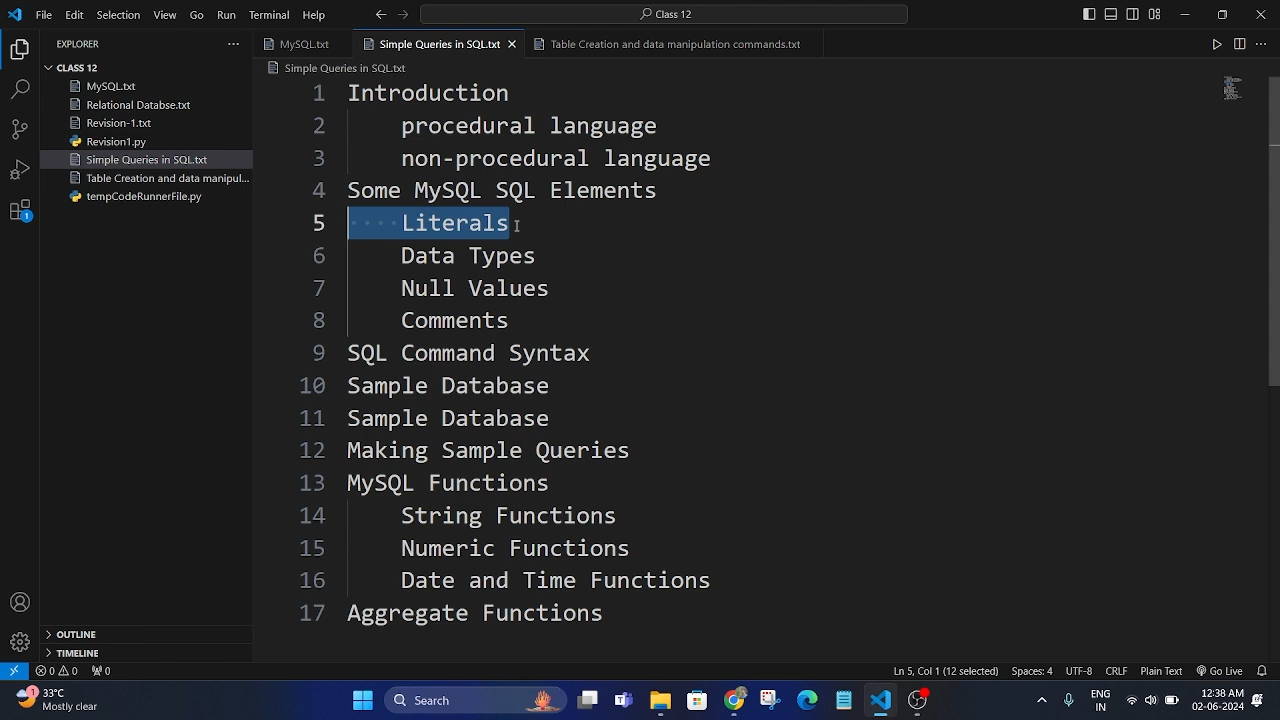 File Edit Selection View Go Run Terminal Help
Class 12
EXPLORER
CLASS 12
MySQL.txt
Relational Databse.txt
Revision-1.txt
Revision1.py
Simple Queries in SQL.txt
Table Creation and data manipul...
tempCodeRunnerFile.py
OUTLINE
TIMELINE
MySQL.txt Simple Queries in SQL.txt Table Creation and data manipulation commands.txt
Simple Queries in SQL.txt
1 Introduction
2 procedural language
3 non-procedural language
4 Some MySQL SQL Elements
5 Literals
6 Data Types
7 Null Values
8 Comments
9 SQL Command Syntax
10 Sample Database
11 Sample Database
12 Making Sample Queries
13 MySQL Functions
14 String Functions
15 Numeric Functions
16 Date and Time Functions
17 Aggregate Functions
1
0 0 0 Ln 5, Col 1 (12 selected) Spaces: 4 UTF-8 CRLF Plain Text Go Live
1
33°C
Mostly clear
Search
ENG
IN
12:38 AM
02-06-2024